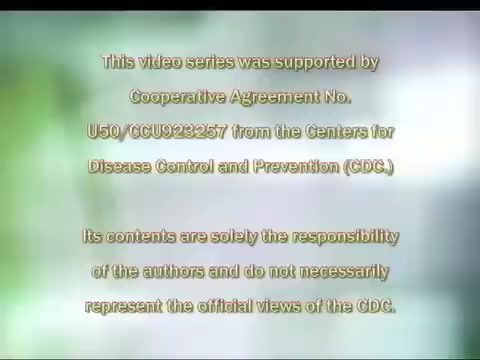 This video series was supported by
Cooperative Agreement No.
U50/CCU923257 from the Centers for
Disease Control and Prevention (CDC.)
Its contents are solely the responsibility
of the authors and do not necessarily
represent the official views of the CDC.